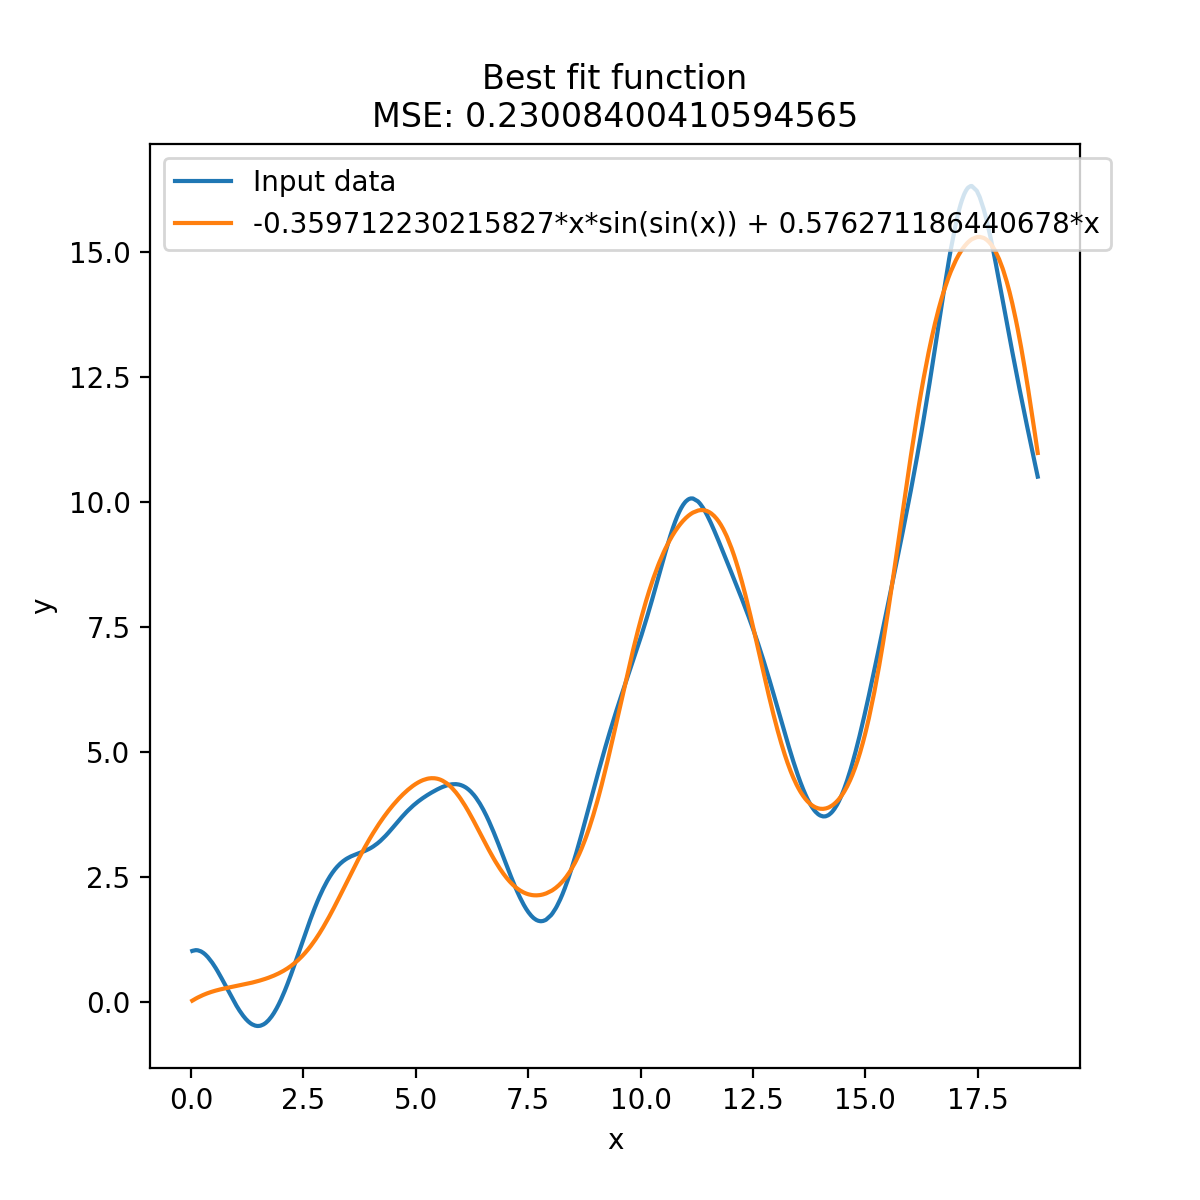 Best fit function
MSE: 0.23008400410594565
Input data
-0.359712230215827*x*sin(sin(x)) + 0.576271186440678*x
15.0
12.5
10.0
7.5
5.0
2.5
0.0
y
0.0 2.5 5.0 7.5 10.0 12.5 15.0 17.5
x